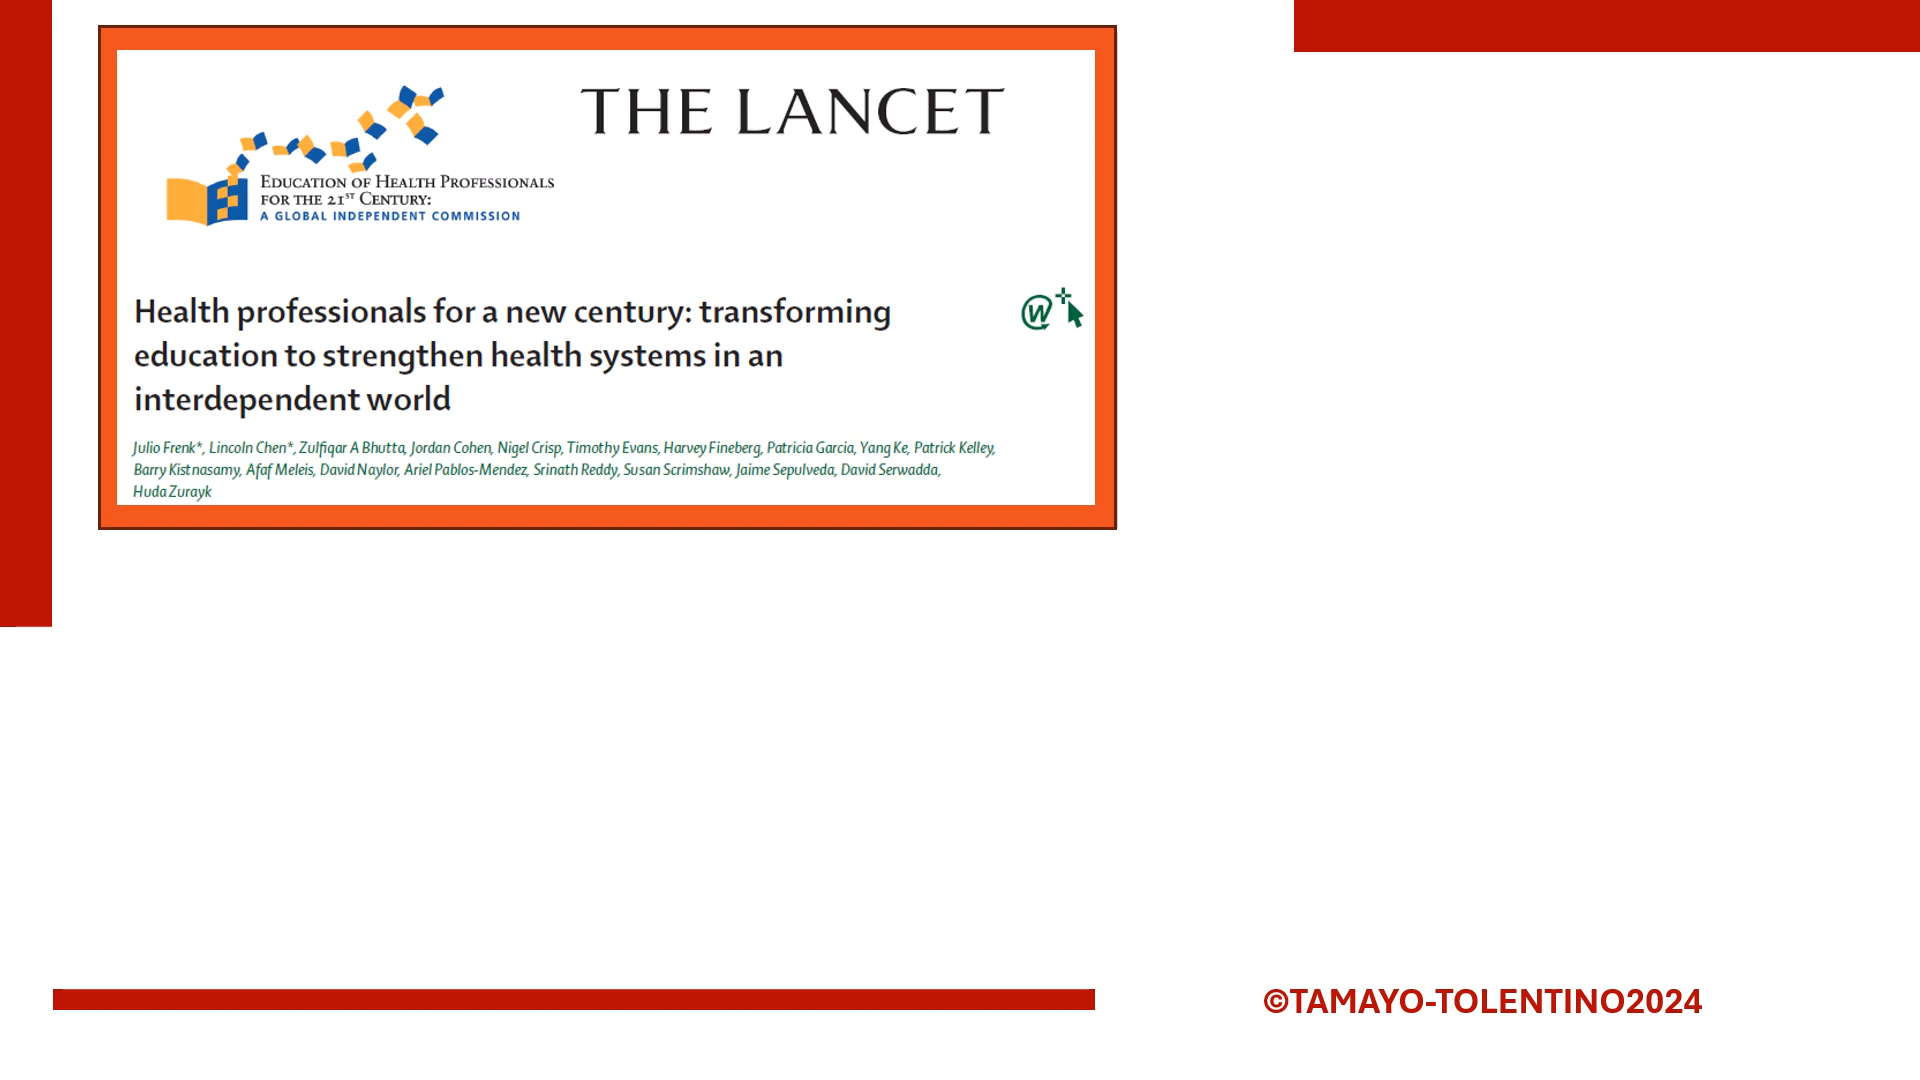 THE LANCET
EDUCATION OF HEALTH PROFESSIONALS
FOR THE 21ST CENTURY:
A GLOBAL INDEPENDENT COMMISSION
Health professionals for a new century: transforming
education to strengthen health systems in an
interdependent world
Julio Frenk*, Lincoln Chen*, Zulfiqar A Bhutta, Jordan Cohen, Nigel Crisp, Timothy Evans, Harvey Fineberg, Patricia Garcia, Yang Ke, Patrick Kelley,
Barry Kistnasamy, Afaf Meleis, David Naylor, Ariel Pablos-Mendez, Srinath Reddy, Susan Scrimshaw, Jaime Sepulveda, David Serwadda,
Huda Zurayk
©TAMAYO-TOLENTINO2024